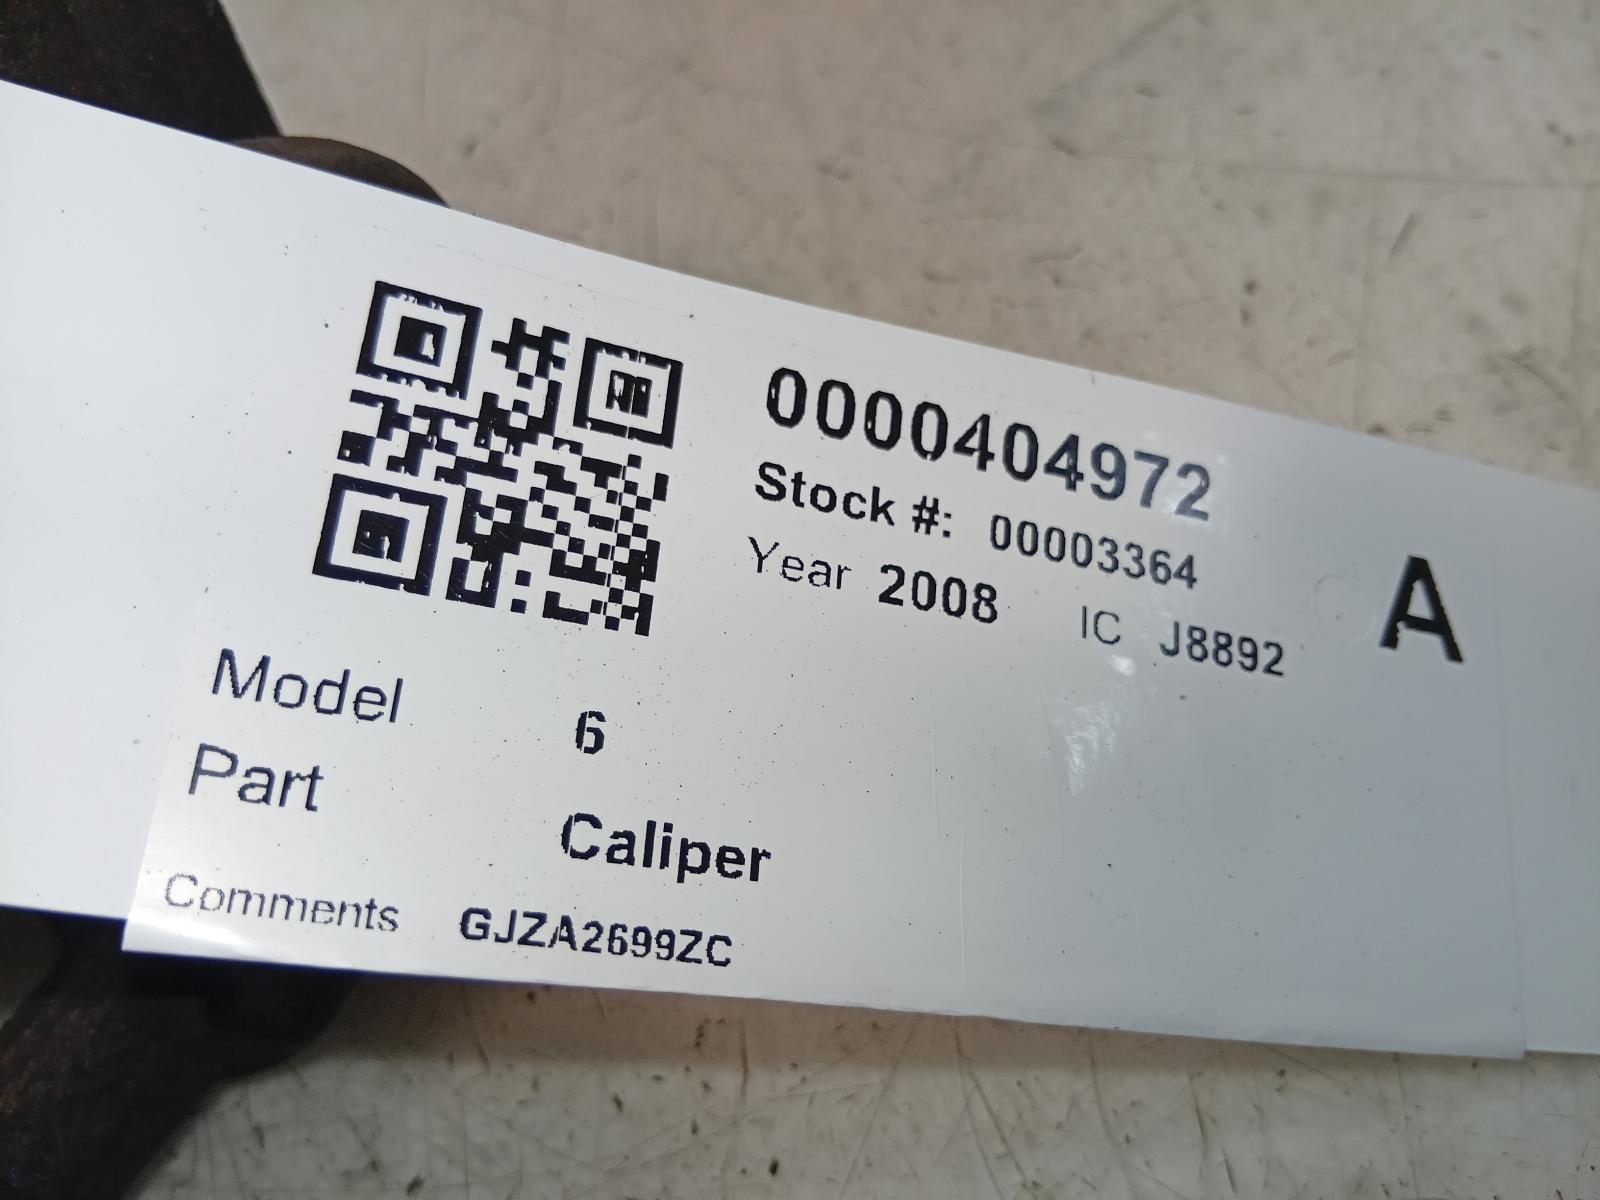 0000404972
Stock #: 00003364
Year 2008 IC J8892
A
Model 6
Part Caliper
Comments GJZA2699ZC